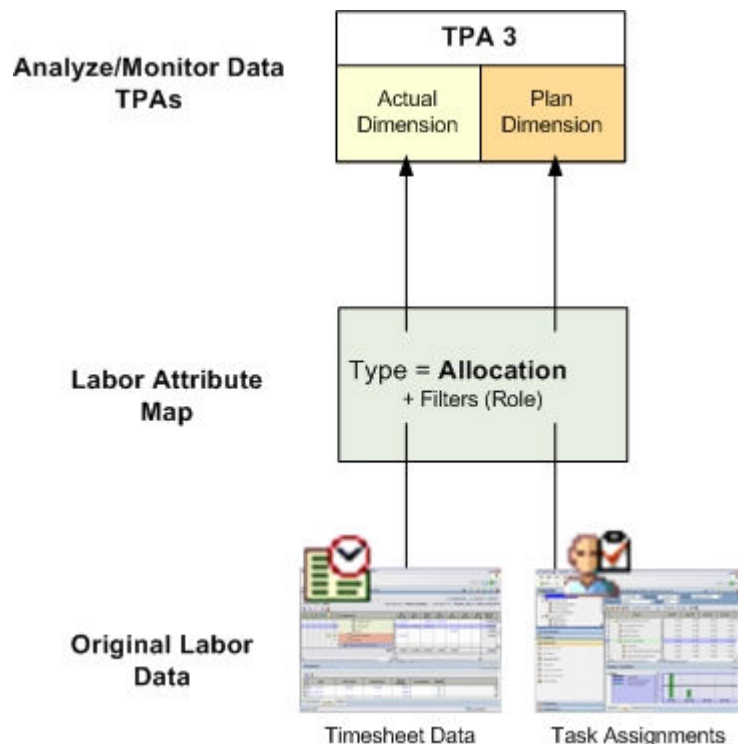 TPA 3
Analyze/Monitor Data
TPAs
Actual
Dimension
Plan
Dimension
Labor Attribute
Map
Type = Allocation
+ Filters (Role)
Original Labor
Data
Timesheet Data
Task Assignments